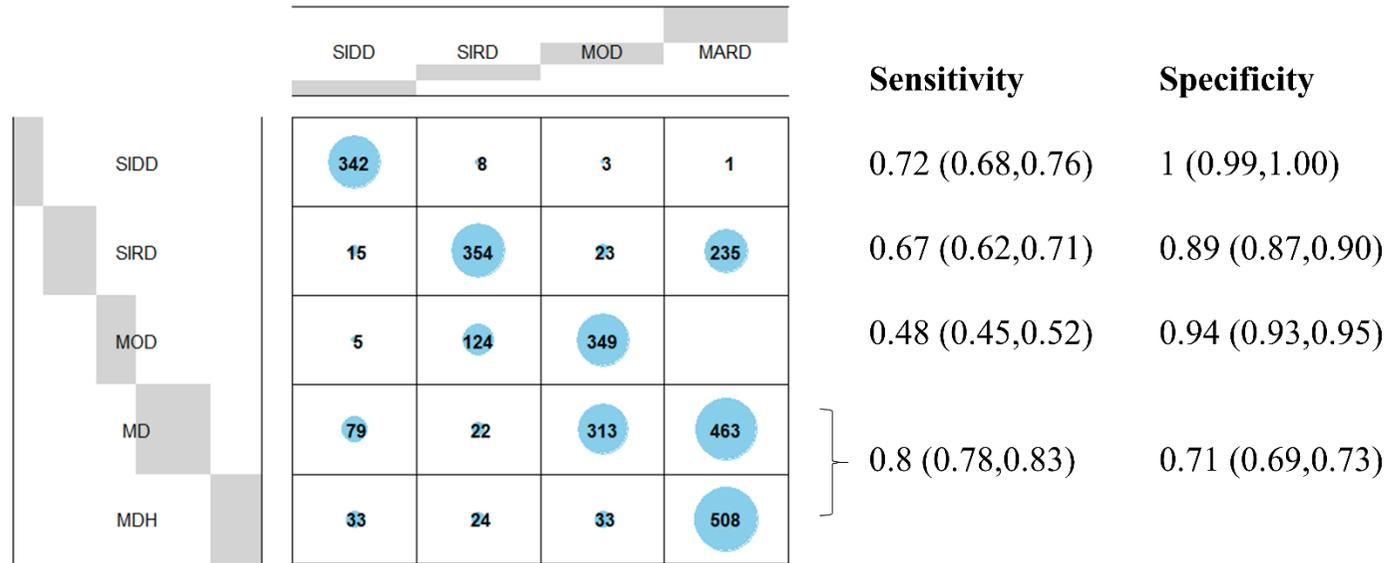 SIDD SIRD MOD MARD
Sensitivity Specificity
SIDD 342 8 3 1 0.72 (0.68,0.76) 1 (0.99,1.00)
SIRD 15 354 23 235 0.67 (0.62,0.71) 0.89 (0.87,0.90)
MOD 5 124 349 0.48 (0.45,0.52) 0.94 (0.93,0.95)
MD 79 22 313 463
0.8 (0.78,0.83) 0.71 (0.69,0.73)
MDH 33 24 33 508